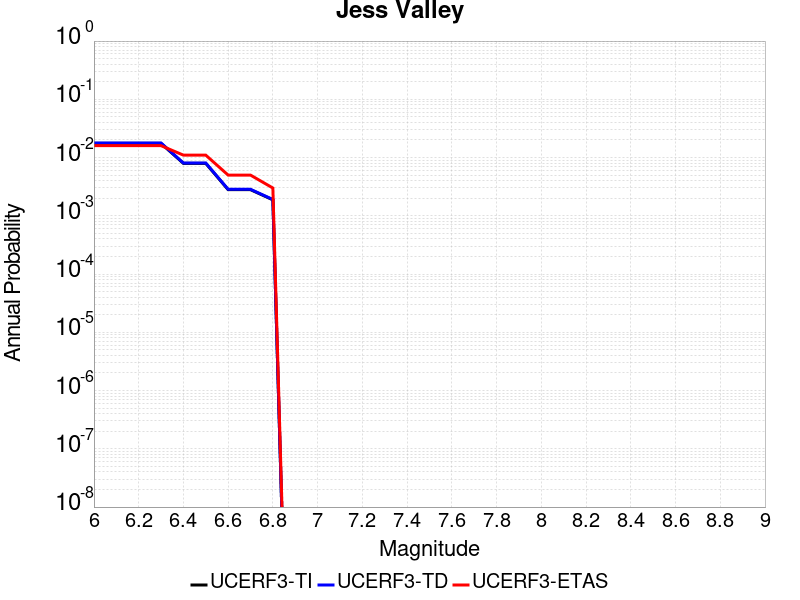 Jess Valley
10^0
10^-1
10^-2
10^-3
10^-4
10^-5
10^-6
10^-7
10^-8
Annual Probability
6 6.2 6.4 6.6 6.8 7 7.2 7.4 7.6 7.8 8 8.2 8.4 8.6 8.8 9
Magnitude
UCERF3-TI UCERF3-TD UCERF3-ETAS